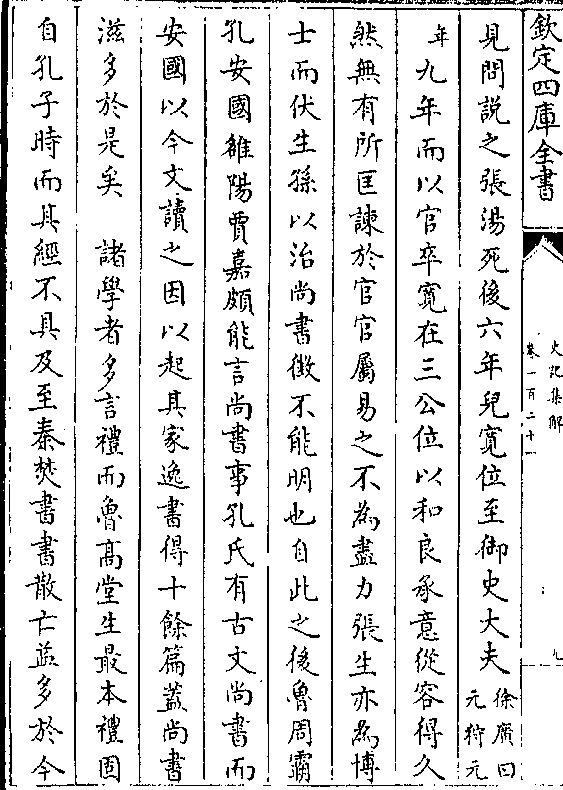 欽定四庫全書
史記集解
卷一百二十一
九
見問說之張湯死後六年兒寬位至御史大夫徐廣曰元狩元
年九年而以官卒寬在三公位以和良承意從容得久
然無有所匡諫於官官屬易之不為盡力張生亦為博
士而伏生孫以治尚書徵不能明也自此之後魯周霸
孔安國雒陽賈嘉頗能言尚書事孔氏有古文尚書而
安國以今文讀之因以起其家逸書得十餘篇蓋尚書
滋多於是矣　諸學者多言禮而魯髙堂生最本禮固
自孔子時而其經不具及至秦焚書書散亡益多於今